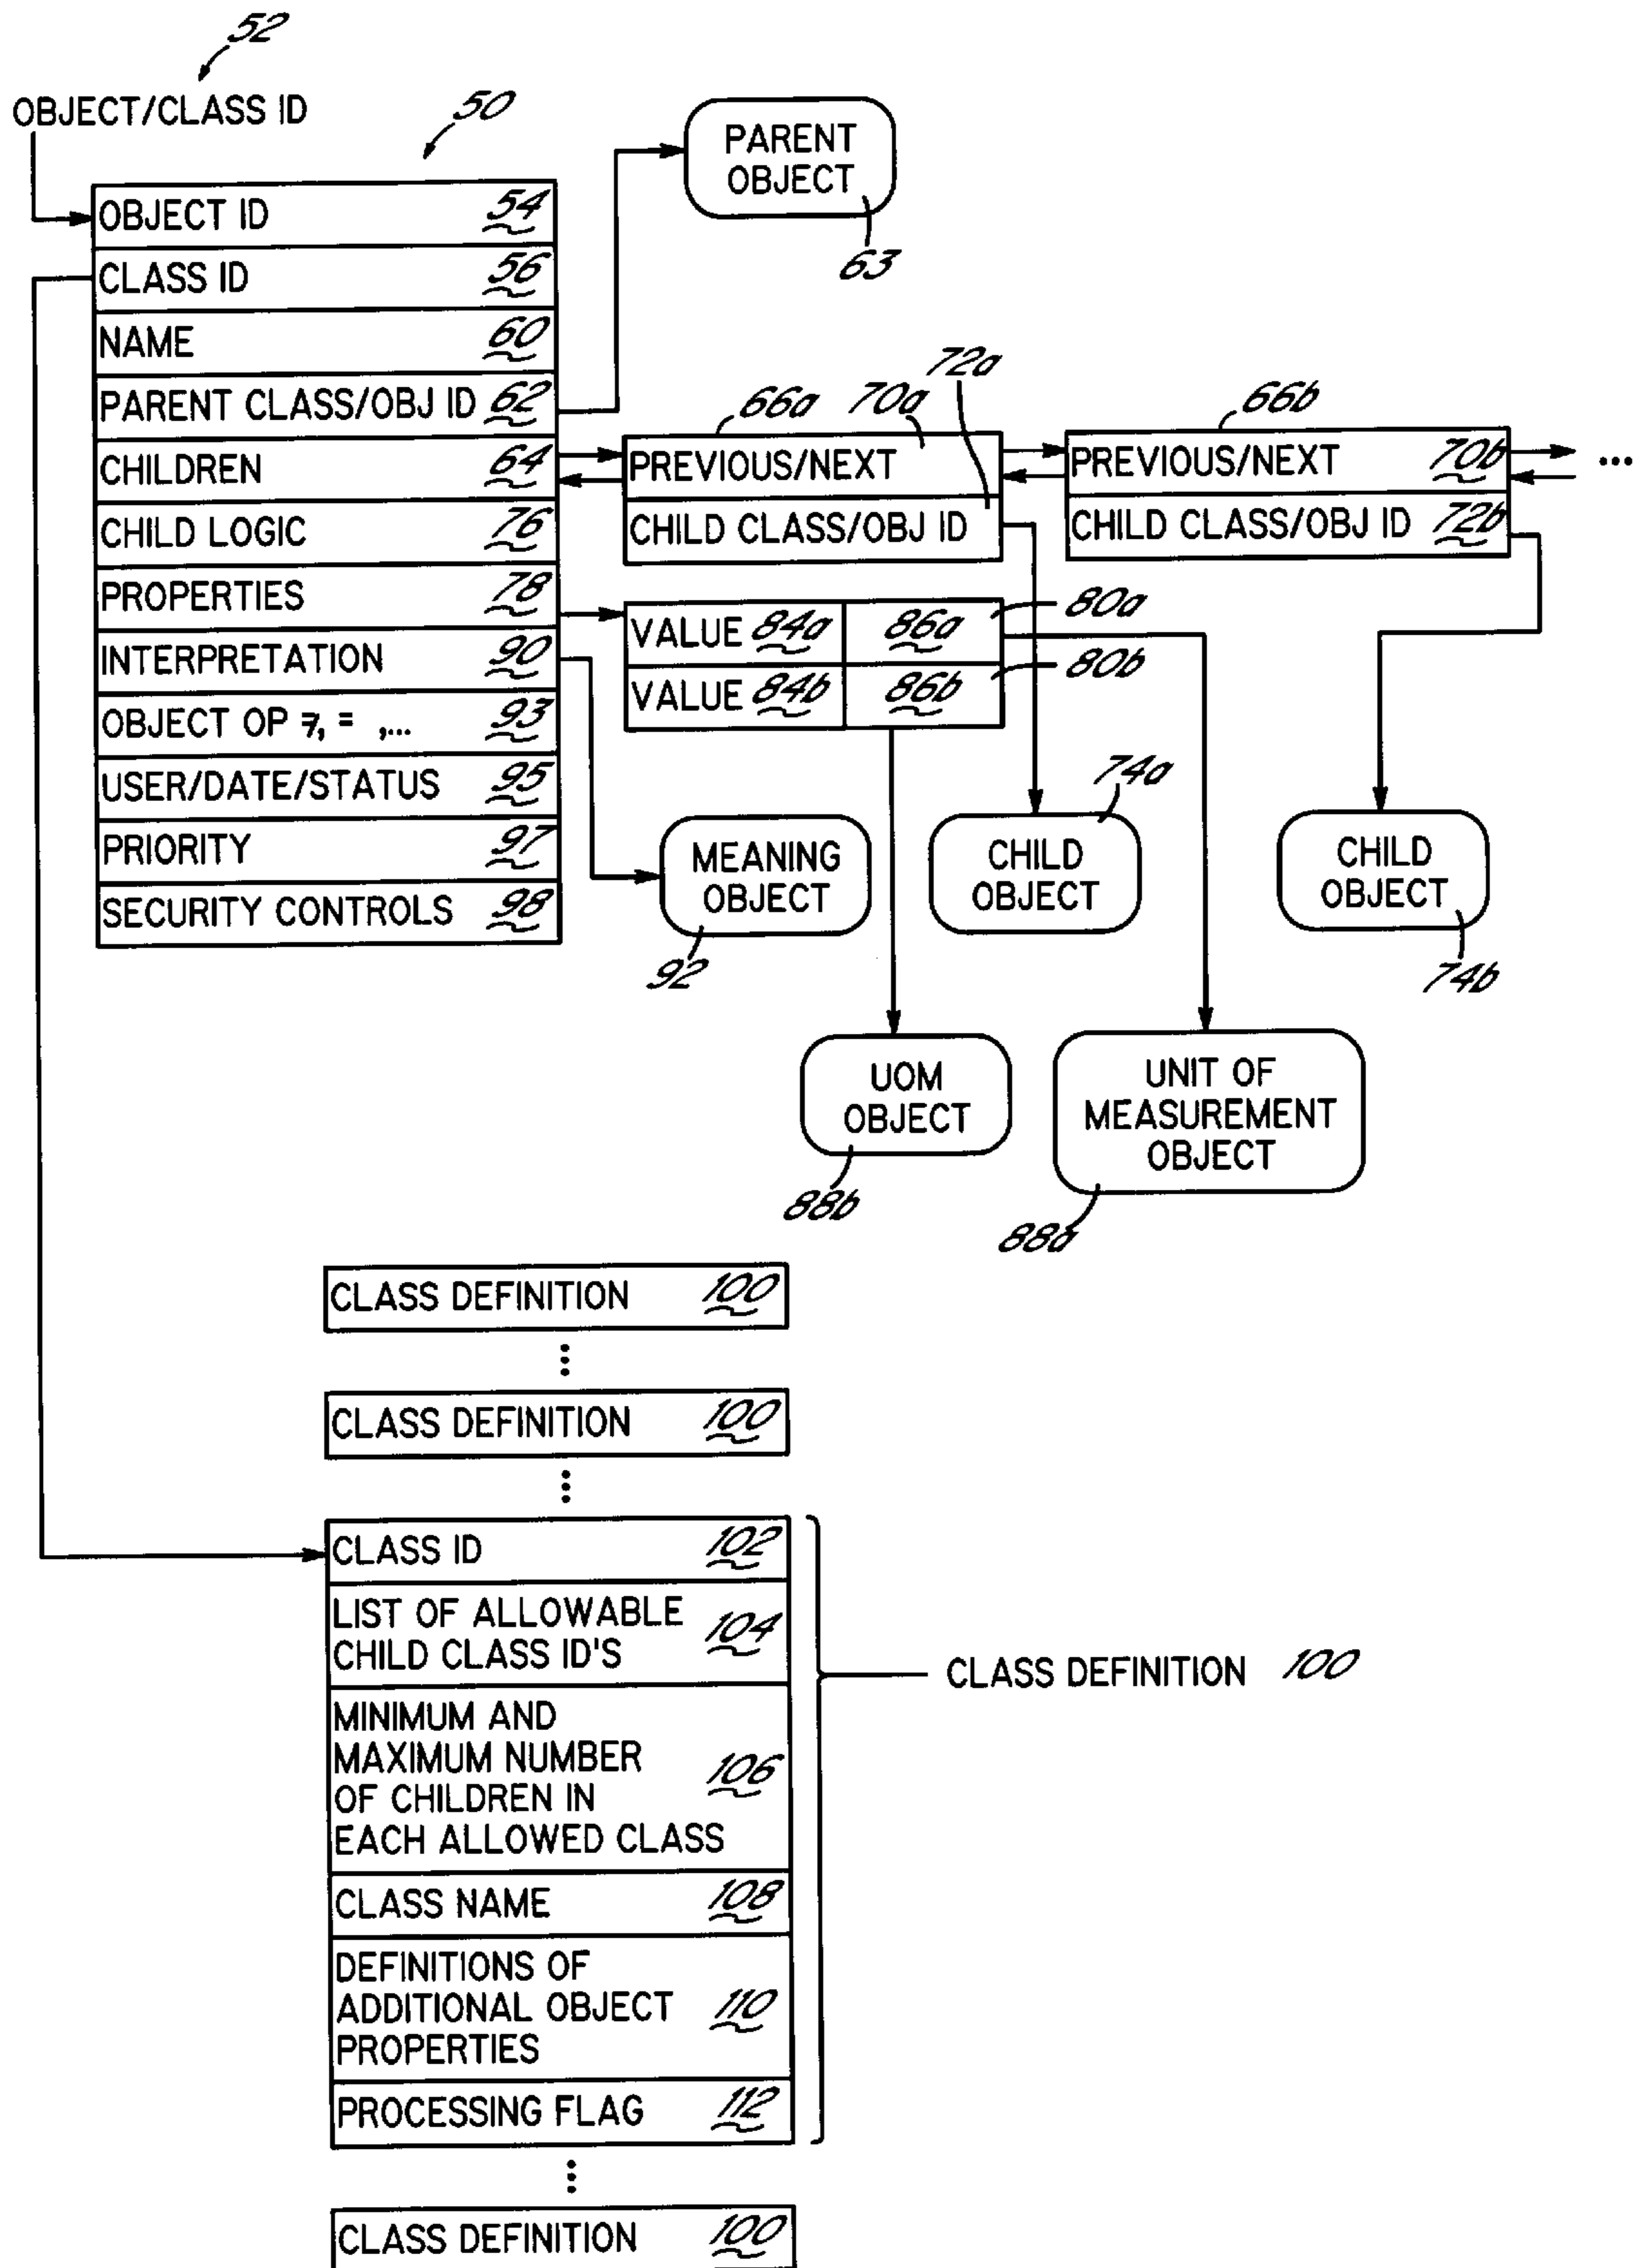 52
OBJECT/CLASS ID
50
PARENT
OBJECT
63
OBJECT ID 54
CLASS ID 56
NAME 60
PARENT CLASS/OBJ ID 62
CHILDREN 64
CHILD LOGIC 76
PROPERTIES 78
INTERPRETATION 90
OBJECT OP ≠, = ,...
93
USER/DATE/STATUS 95
PRIORITY 97
SECURITY CONTROLS 98
66a
70a
72a
PREVIOUS/NEXT
CHILD CLASS/OBJ ID
66b
PREVIOUS/NEXT 70b
CHILD CLASS/OBJ ID 72b
...
VALUE 84a 86a
80a
VALUE 84b 86b
80b
MEANING
OBJECT
92
CHILD
OBJECT
74a
CHILD
OBJECT
74b
UOM
OBJECT
88b
UNIT OF
MEASUREMENT
OBJECT
88a
CLASS DEFINITION 100
CLASS DEFINITION 100
CLASS ID 102
LIST OF ALLOWABLE
CHILD CLASS ID'S
104
MINIMUM AND
MAXIMUM NUMBER
OF CHILDREN IN
EACH ALLOWED CLASS
106
CLASS NAME 108
DEFINITIONS OF
ADDITIONAL OBJECT
PROPERTIES
110
PROCESSING FLAG 112
CLASS DEFINITION 100
CLASS DEFINITION 100